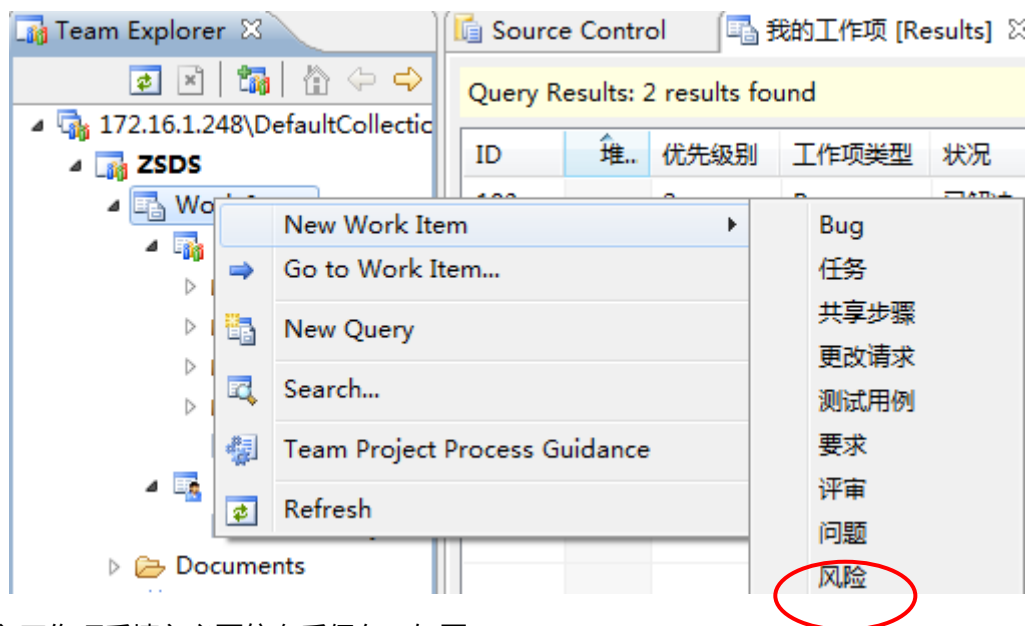 Team Explorer
Source Control
我的工作项 [Results]
Query Results: 2 results found
172.16.1.248\DefaultCollectic
ZSDS
ID 堆.. 优先级别 工作项类型 状况
New Work Item
Go to Work Item...
New Query
Search...
Team Project Process Guidance
Refresh
Bug
任务
共享步骤
更改请求
测试用例
要求
评审
问题
风险
Documents